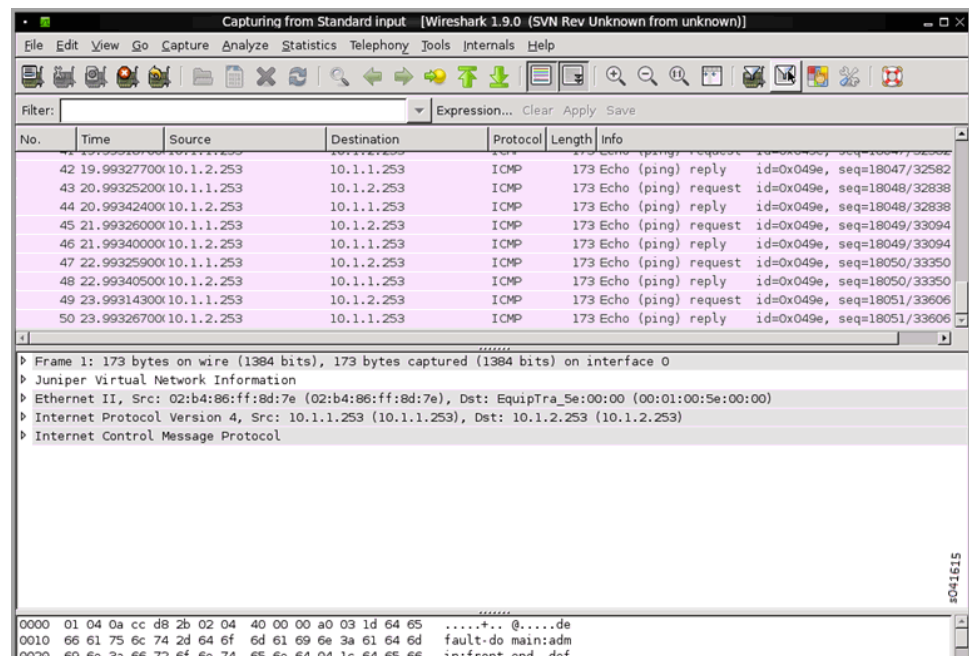 Capturing from Standard input [Wireshark 1.9.0 (SVN Rev Unknown from unknown)]
File Edit View Go Capture Analyze Statistics Telephony Tools Internals Help
Filter: Expression... Clear Apply Save
No. Time Source Destination Protocol Length Info
42 19.99327700( 10.1.2.253 10.1.1.253 ICMP 173 Echo (ping) reply id=0x049e, seq=18047/32582
43 20.99325200( 10.1.1.253 10.1.2.253 ICMP 173 Echo (ping) request id=0x049e, seq=18048/32838
44 20.99342400( 10.1.2.253 10.1.1.253 ICMP 173 Echo (ping) reply id=0x049e, seq=18048/32838
45 21.99326000( 10.1.1.253 10.1.2.253 ICMP 173 Echo (ping) request id=0x049e, seq=18049/33094
46 21.99340000( 10.1.2.253 10.1.1.253 ICMP 173 Echo (ping) reply id=0x049e, seq=18049/33094
47 22.99325900( 10.1.1.253 10.1.2.253 ICMP 173 Echo (ping) request id=0x049e, seq=18050/33350
48 22.99340500( 10.1.2.253 10.1.1.253 ICMP 173 Echo (ping) reply id=0x049e, seq=18050/33350
49 23.99314300( 10.1.1.253 10.1.2.253 ICMP 173 Echo (ping) request id=0x049e, seq=18051/33606
50 23.99326700( 10.1.2.253 10.1.1.253 ICMP 173 Echo (ping) reply id=0x049e, seq=18051/33606
Frame 1: 173 bytes on wire (1384 bits), 173 bytes captured (1384 bits) on interface 0
Juniper Virtual Network Information
Ethernet II, Src: 02:b4:86:ff:8d:7e (02:b4:86:ff:8d:7e), Dst: EquipTra_5e:00:00 (00:01:00:5e:00:00)
Internet Protocol Version 4, Src: 10.1.1.253 (10.1.1.253), Dst: 10.1.2.253 (10.1.2.253)
Internet Control Message Protocol
s041615
0000 01 04 0a cc d8 2b 02 04 40 00 00 a0 03 1d 64 65 .....+.. @.....de
0010 66 61 75 6c 74 2d 64 6f 6d 61 69 6e 3a 61 64 6d fault-do main:adm